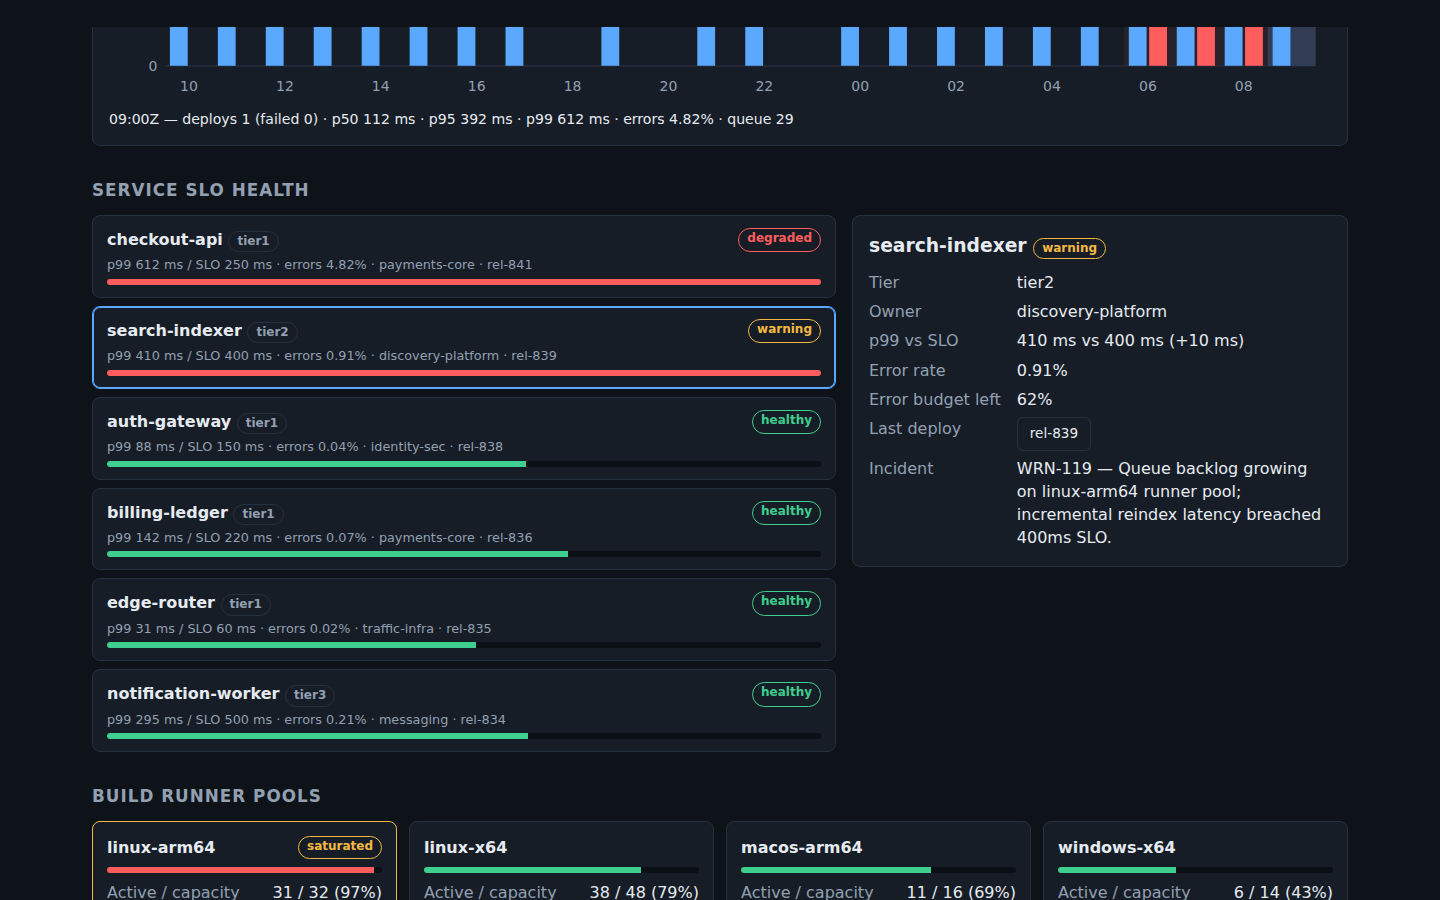 0
10 12 14 16 18 20 22 00 02 04 06 08
09:00Z — deploys 1 (failed 0) · p50 112 ms · p95 392 ms · p99 612 ms · errors 4.82% · queue 29
SERVICE SLO HEALTH
checkout-api tier1 degraded
p99 612 ms / SLO 250 ms · errors 4.82% · payments-core · rel-841
search-indexer tier2 warning
p99 410 ms / SLO 400 ms · errors 0.91% · discovery-platform · rel-839
auth-gateway tier1 healthy
p99 88 ms / SLO 150 ms · errors 0.04% · identity-sec · rel-838
billing-ledger tier1 healthy
p99 142 ms / SLO 220 ms · errors 0.07% · payments-core · rel-836
edge-router tier1 healthy
p99 31 ms / SLO 60 ms · errors 0.02% · traffic-infra · rel-835
notification-worker tier3 healthy
p99 295 ms / SLO 500 ms · errors 0.21% · messaging · rel-834
search-indexer warning
Tier tier2
Owner discovery-platform
p99 vs SLO 410 ms vs 400 ms (+10 ms)
Error rate 0.91%
Error budget left 62%
Last deploy rel-839
Incident WRN-119 — Queue backlog growing
on linux-arm64 runner pool;
incremental reindex latency breached
400ms SLO.
BUILD RUNNER POOLS
linux-arm64 saturated
Active / capacity 31 / 32 (97%)
linux-x64
Active / capacity 38 / 48 (79%)
macos-arm64
Active / capacity 11 / 16 (69%)
windows-x64
Active / capacity 6 / 14 (43%)